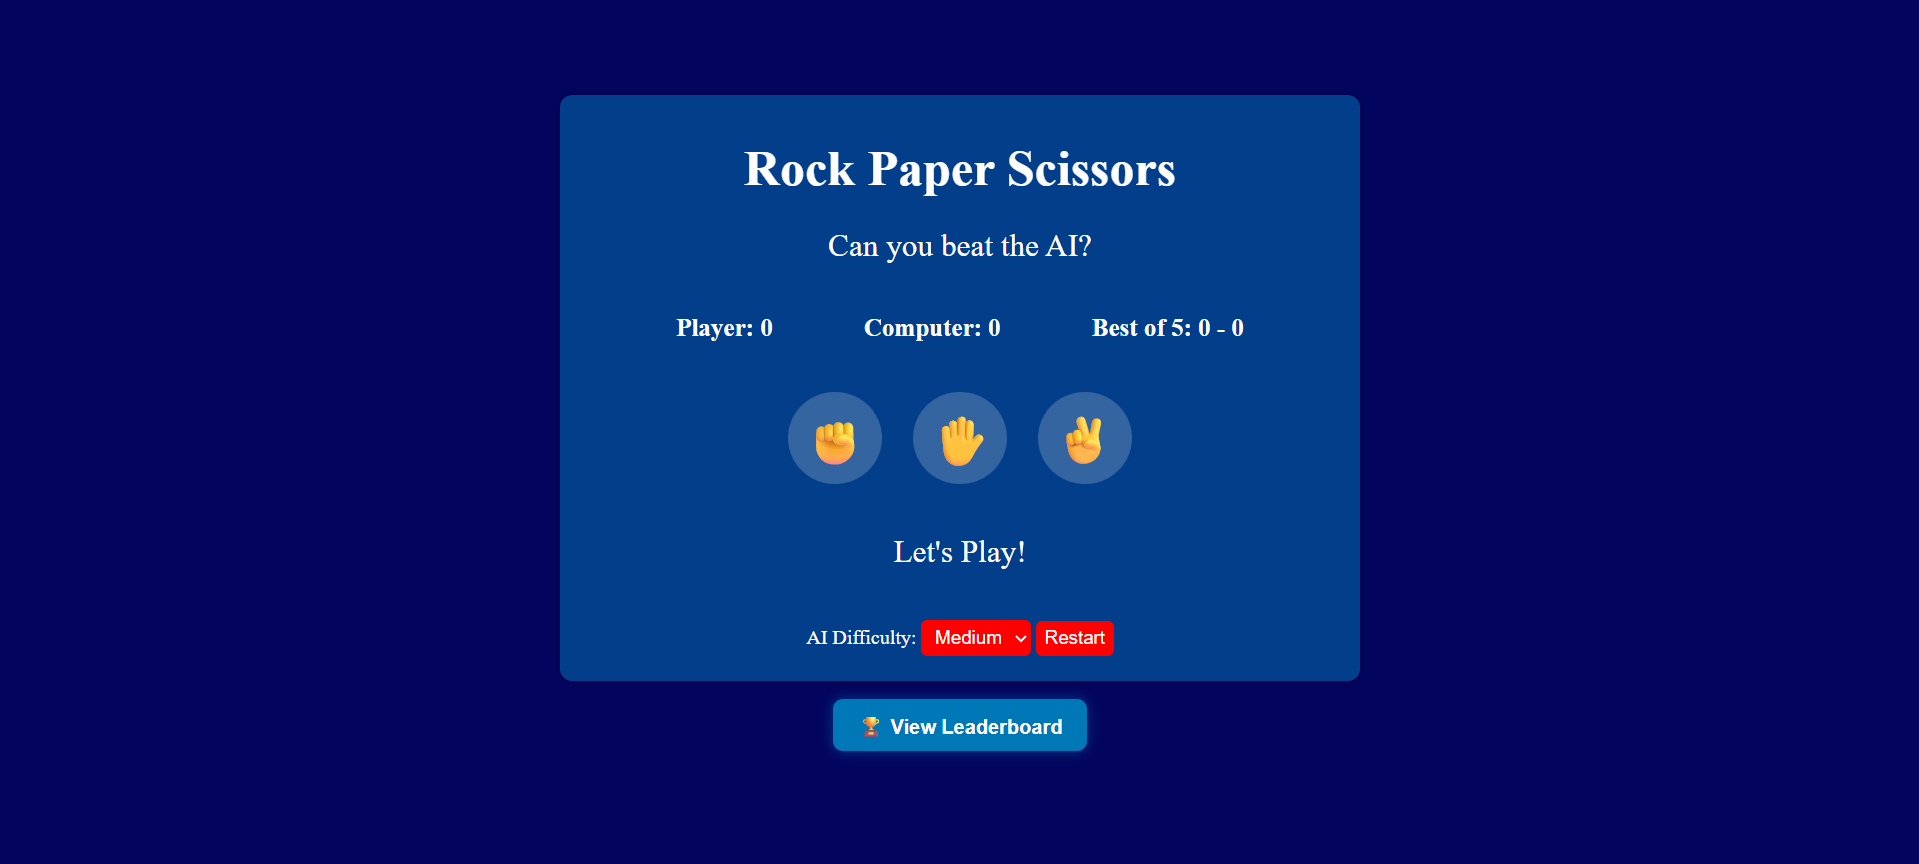 Rock Paper Scissors
Can you beat the AI?
Player: 0 Computer: 0 Best of 5: 0 - 0
Let's Play!
AI Difficulty: Medium Restart
View Leaderboard